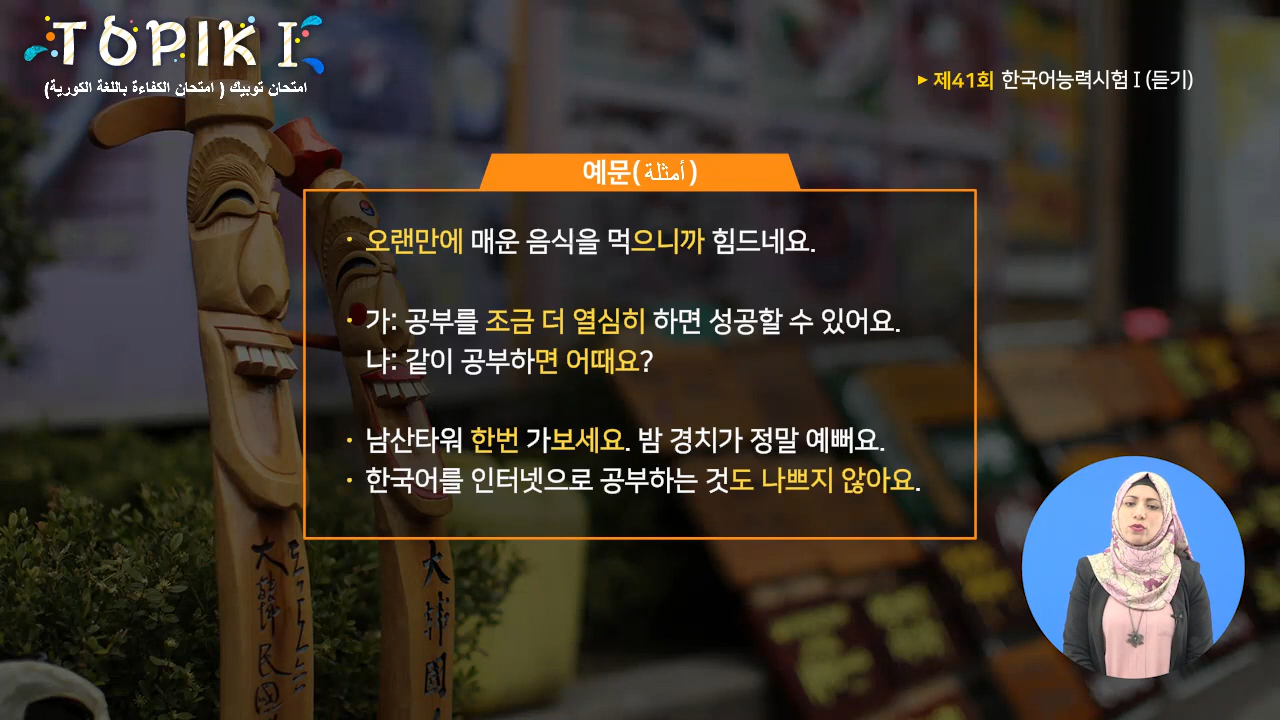 TOPIK I
امتحان توبيك ( امتحان الكفاءة باللغة الكورية)
▸ 제41회 한국어능력시험 I (듣기)
예문(أمثلة)
· 오랜만에 매운 음식을 먹으니까 힘드네요.
· 가: 공부를 조금 더 열심히 하면 성공할 수 있어요.
나: 같이 공부하면 어때요?
· 남산타워 한번 가보세요. 밤 경치가 정말 예뻐요.
· 한국어를 인터넷으로 공부하는 것도 나쁘지 않아요.
大韓民國
大韓國